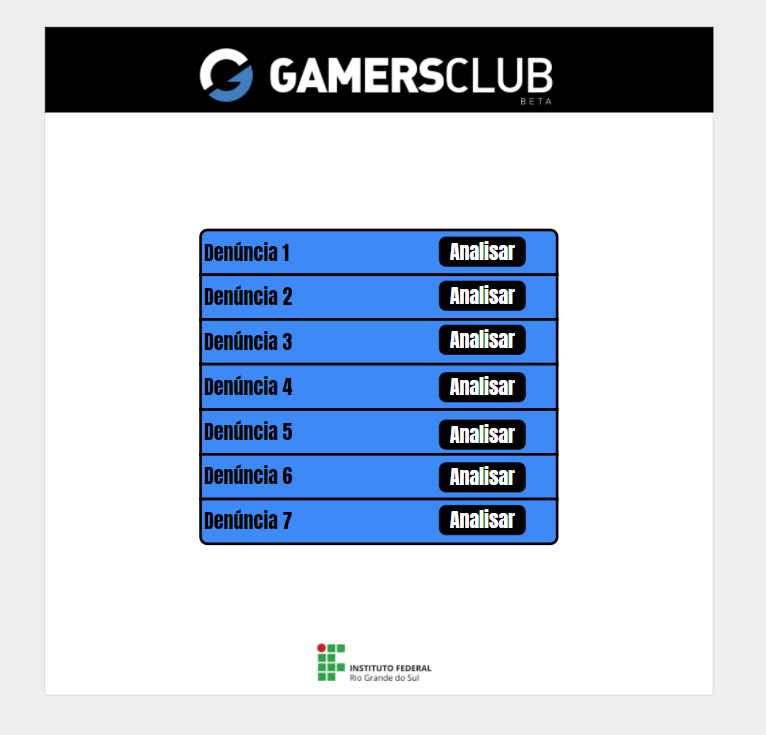 GAMERSCLUB
BETA
Denúncia 1 Analisar
Denúncia 2 Analisar
Denúncia 3 Analisar
Denúncia 4 Analisar
Denúncia 5 Analisar
Denúncia 6 Analisar
Denúncia 7 Analisar
INSTITUTO FEDERAL
Rio Grande do Sul